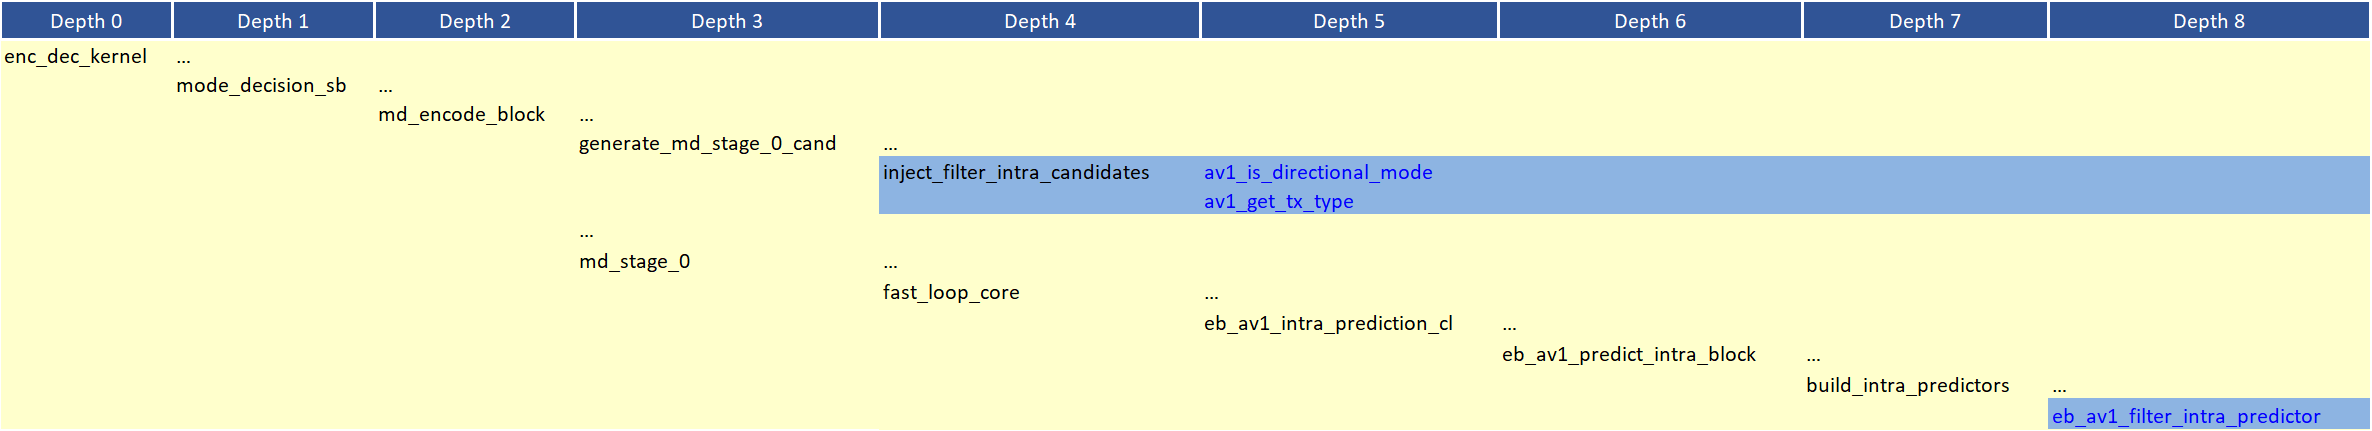 Depth 0 Depth 1 Depth 2 Depth 3 Depth 4 Depth 5 Depth 6 Depth 7 Depth 8
enc_dec_kernel ...
mode_decision_sb ...
md_encode_block ...
generate_md_stage_0_cand ...
inject_filter_intra_candidates av1_is_directional_mode
av1_get_tx_type
...
md_stage_0 ...
fast_loop_core ...
eb_av1_intra_prediction_cl ...
eb_av1_predict_intra_block ...
build_intra_predictors ...
eb_av1_filter_intra_predictor